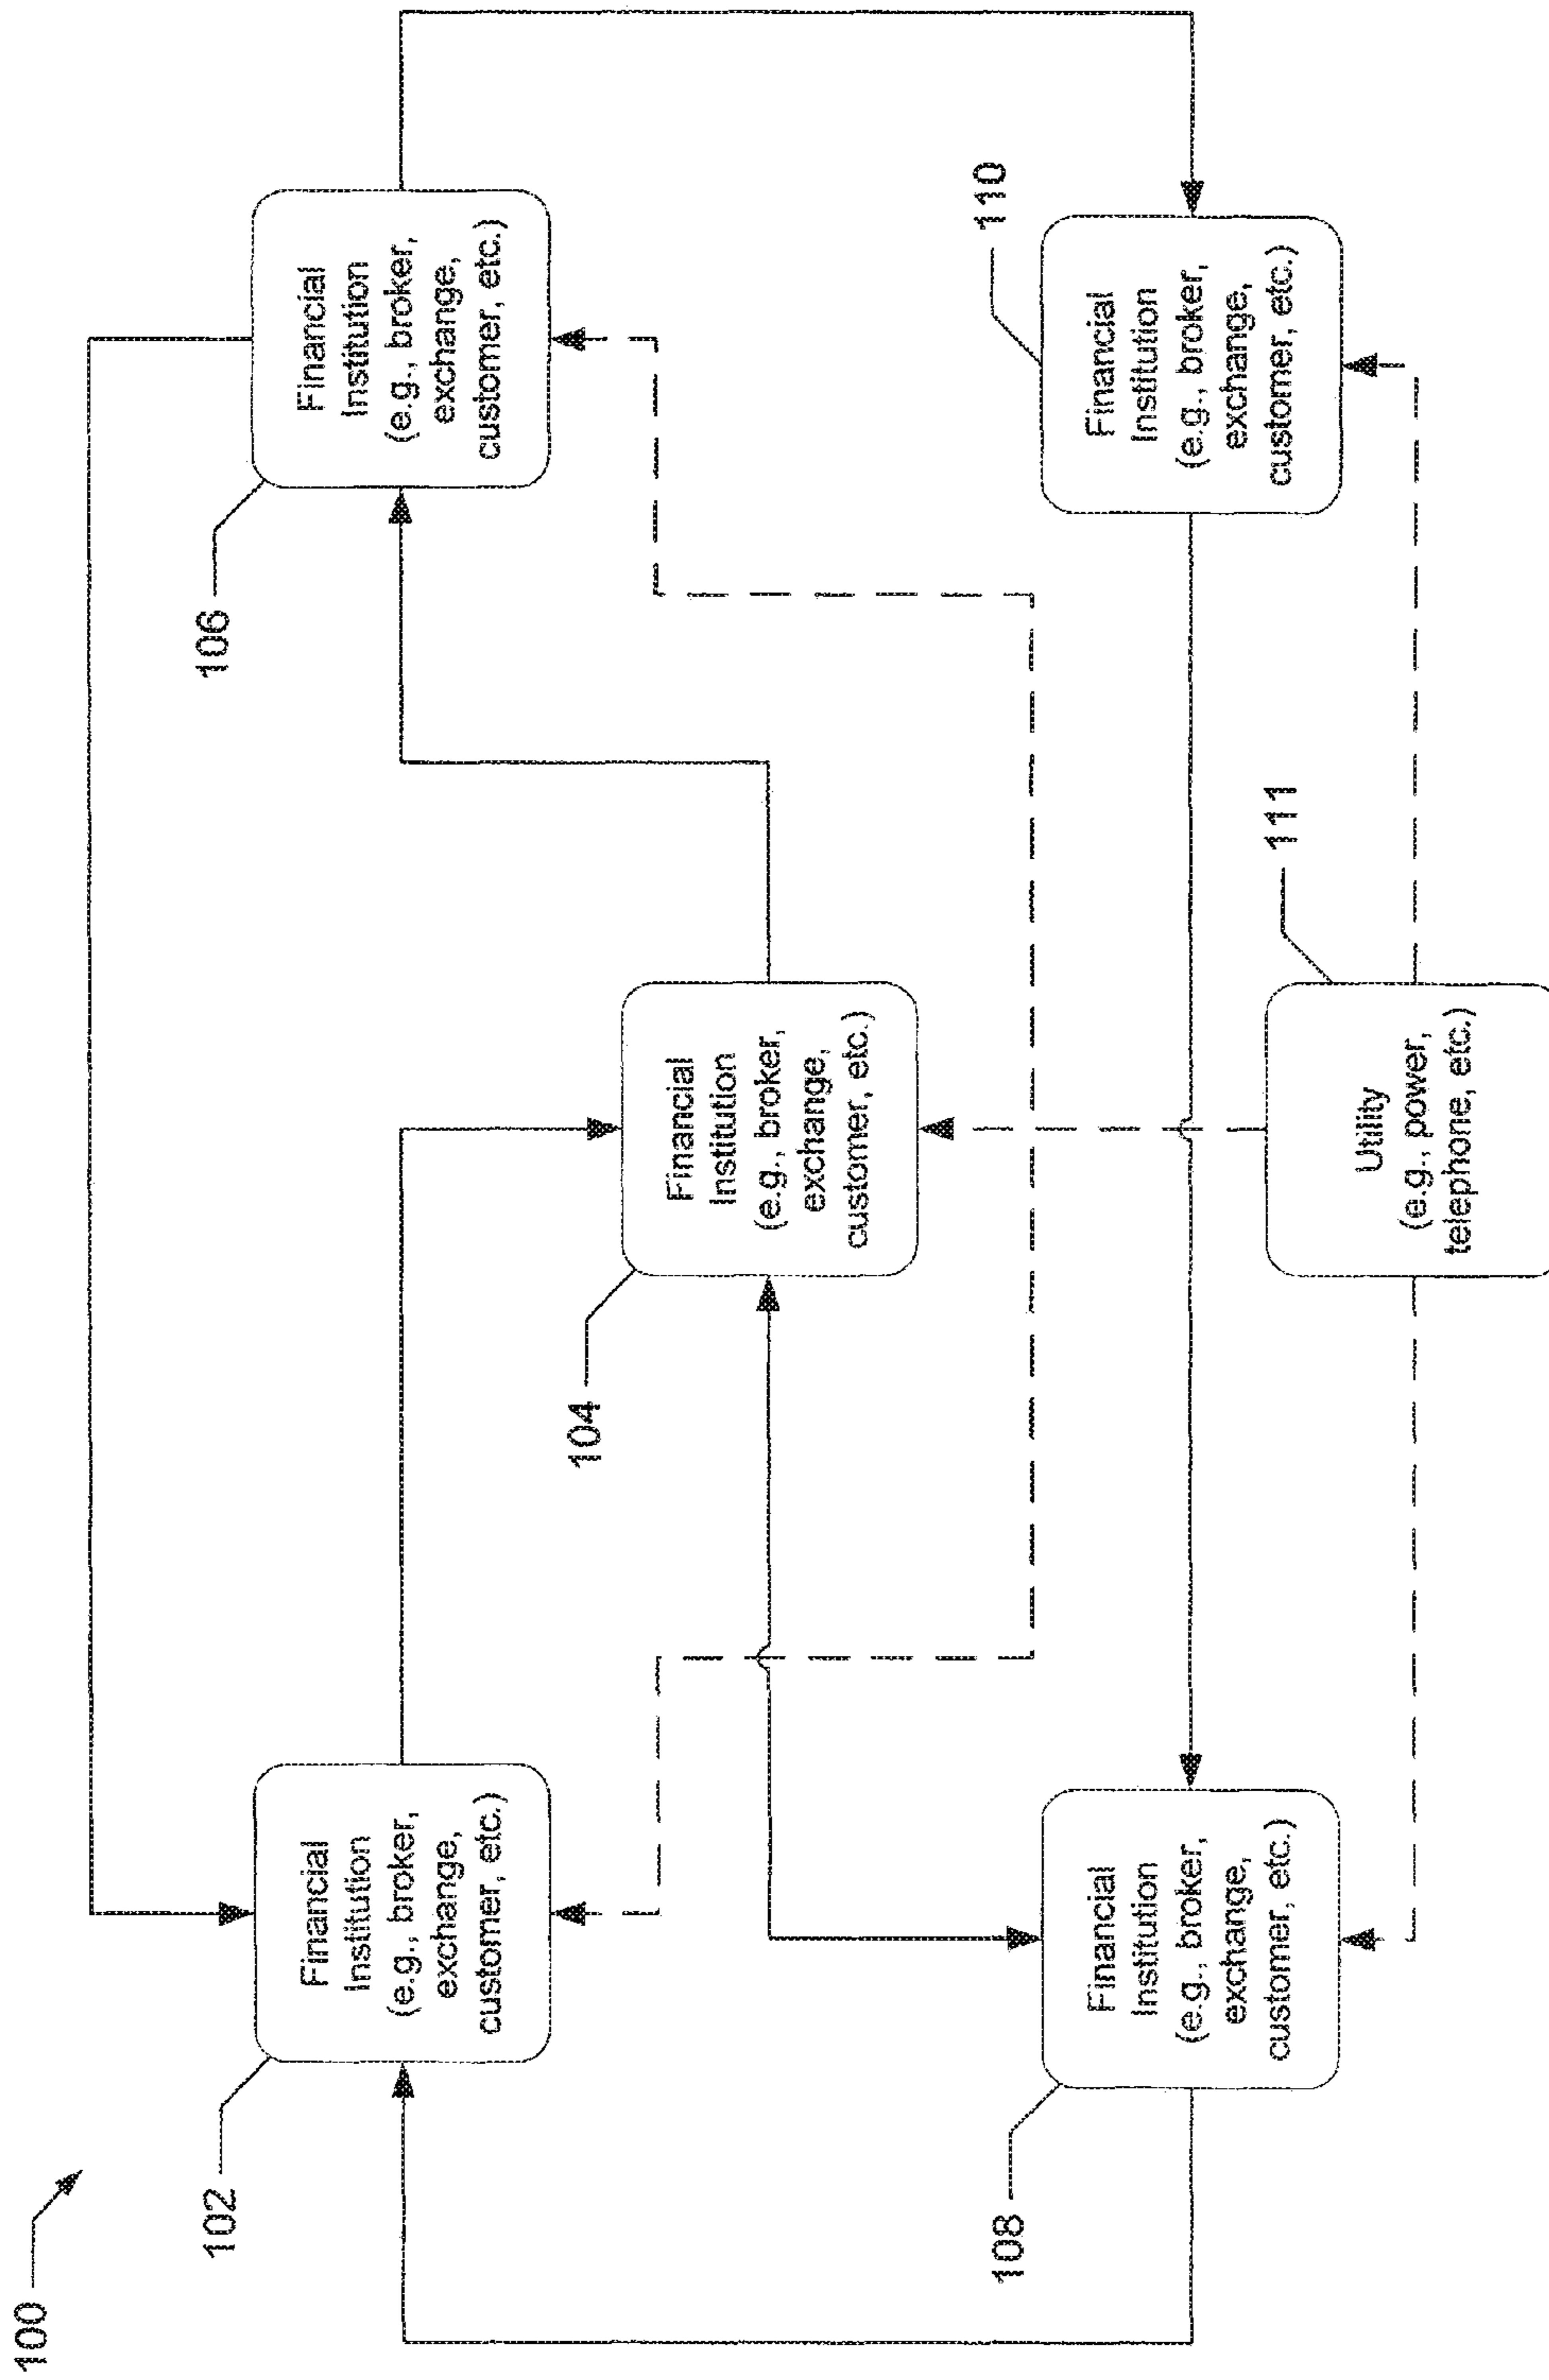 100
102
Financial
Institution
(e.g., broker,
exchange,
customer, etc.)
106
Financial
Institution
(e.g., broker,
exchange,
customer, etc.)
104
Financial
Institution
(e.g., broker,
exchange,
customer, etc.)
108
Financial
Institution
(e.g., broker,
exchange,
customer, etc.)
110
Financial
Institution
(e.g., broker,
exchange,
customer, etc.)
111
Utility
(e.g., power,
telephone, etc.)